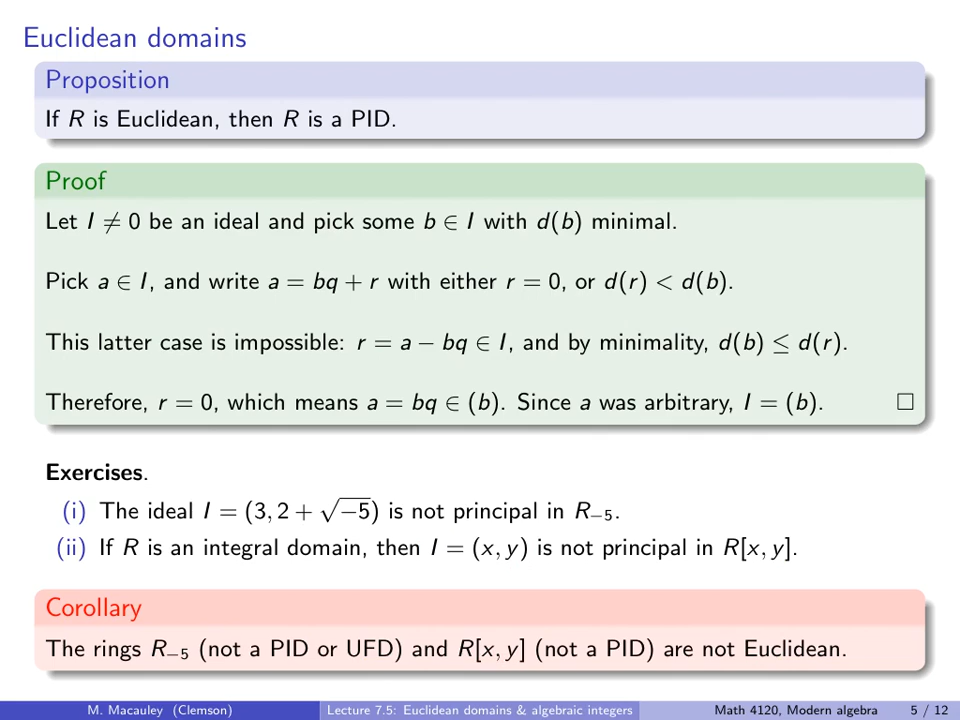 Euclidean domains
Proposition
If R is Euclidean, then R is a PID.
Proof
Let I ≠ 0 be an ideal and pick some b ∈ I with d(b) minimal.
Pick a ∈ I, and write a = bq + r with either r = 0, or d(r) < d(b).
This latter case is impossible: r = a − bq ∈ I, and by minimality, d(b) ≤ d(r).
Therefore, r = 0, which means a = bq ∈ (b). Since a was arbitrary, I = (b). □
Exercises.
(i) The ideal I = (3, 2 + √−5) is not principal in R₋₅.
(ii) If R is an integral domain, then I = (x, y) is not principal in R[x, y].
Corollary
The rings R₋₅ (not a PID or UFD) and R[x, y] (not a PID) are not Euclidean.
M. Macauley (Clemson) Lecture 7.5: Euclidean domains & algebraic integers Math 4120, Modern algebra 5 / 12